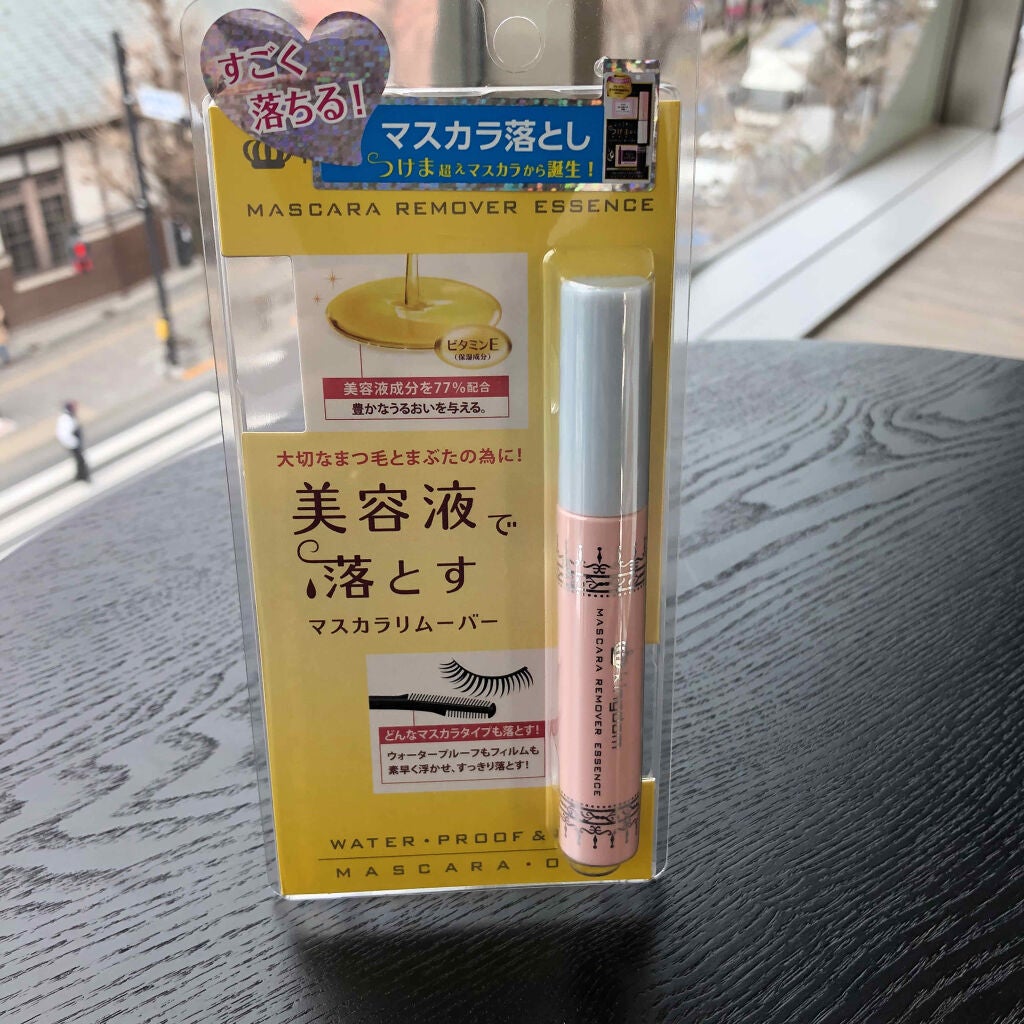 すごく
落ちる!
マスカラ落とし
つけま超えマスカラから誕生!
MASCARA REMOVER ESSENCE
ビタミンE
(保湿成分)
美容液成分を77%配合
豊かなうるおいを与える。
大切なまつ毛とまぶたの為に!
美容液で
落とす
マスカラリムーバー
どんなマスカラタイプも落とす!
ウォータープルーフもフィルムも
素早く浮かせ、すっきり落とす!
WATER・PROOF &
MASCARA・O
Kingdom
MASCARA REMOVER ESSENCE